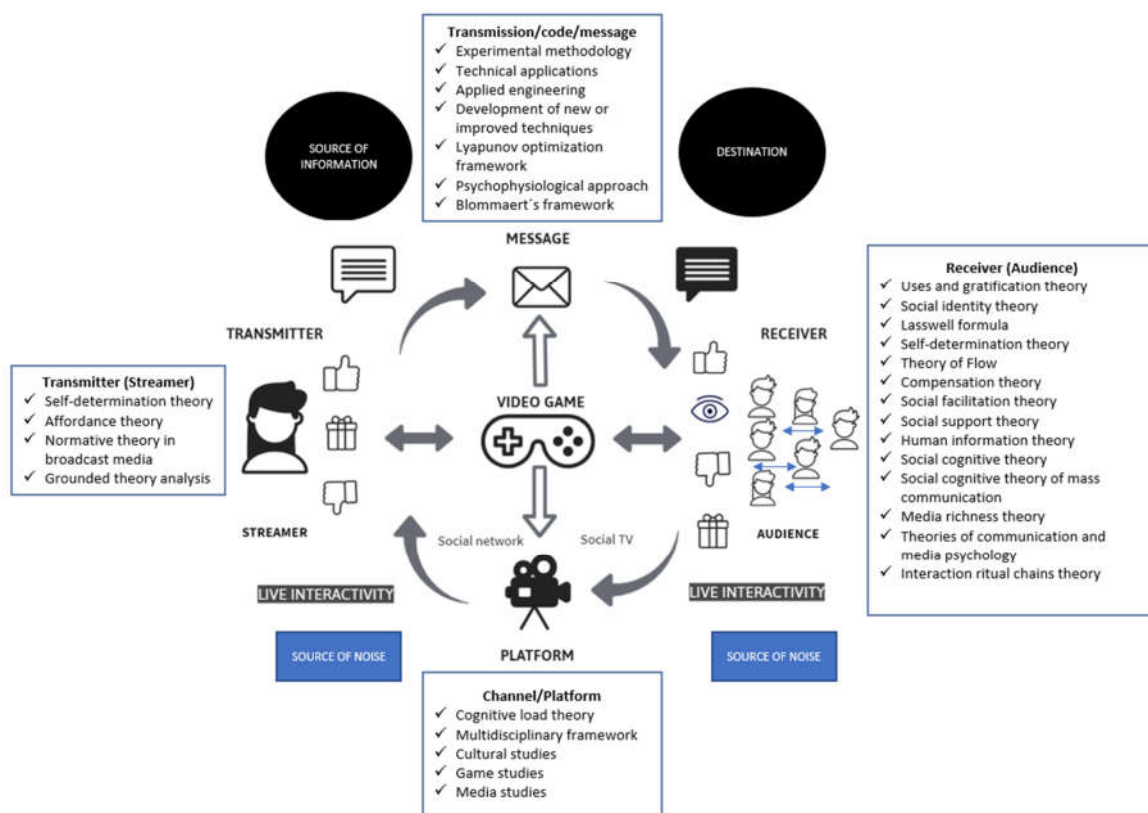 Transmission/code/message
✓ Experimental methodology
✓ Technical applications
✓ Applied engineering
✓ Development of new or
improved techniques
✓ Lyapunov optimization
framework
✓ Psychophysiological approach
✓ Blommaert´s framework
SOURCE OF
INFORMATION
DESTINATION
MESSAGE
TRANSMITTER
RECEIVER
Transmitter (Streamer)
✓ Self-determination theory
✓ Affordance theory
✓ Normative theory in
broadcast media
✓ Grounded theory analysis
VIDEO GAME
Receiver (Audience)
✓ Uses and gratification theory
✓ Social identity theory
✓ Lasswell formula
✓ Self-determination theory
✓ Theory of Flow
✓ Compensation theory
✓ Social facilitation theory
✓ Social support theory
✓ Human information theory
✓ Social cognitive theory
✓ Social cognitive theory of mass
communication
✓ Media richness theory
✓ Theories of communication and
media psychology
✓ Interaction ritual chains theory
STREAMER
Social network
Social TV
AUDIENCE
LIVE INTERACTIVITY
LIVE INTERACTIVITY
SOURCE OF NOISE
SOURCE OF NOISE
PLATFORM
Channel/Platform
✓ Cognitive load theory
✓ Multidisciplinary framework
✓ Cultural studies
✓ Game studies
✓ Media studies